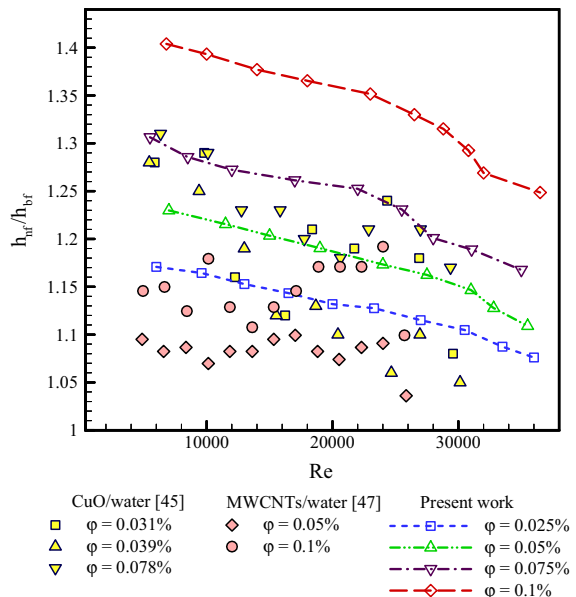 1.4
1.35
1.3
1.25
1.2
1.15
1.1
1.05
1
h_nf/h_bf
10000 20000 30000
Re
CuO/water [45]
φ = 0.031%
φ = 0.039%
φ = 0.078%
MWCNTs/water [47]
φ = 0.05%
φ = 0.1%
Present work
φ = 0.025%
φ = 0.05%
φ = 0.075%
φ = 0.1%